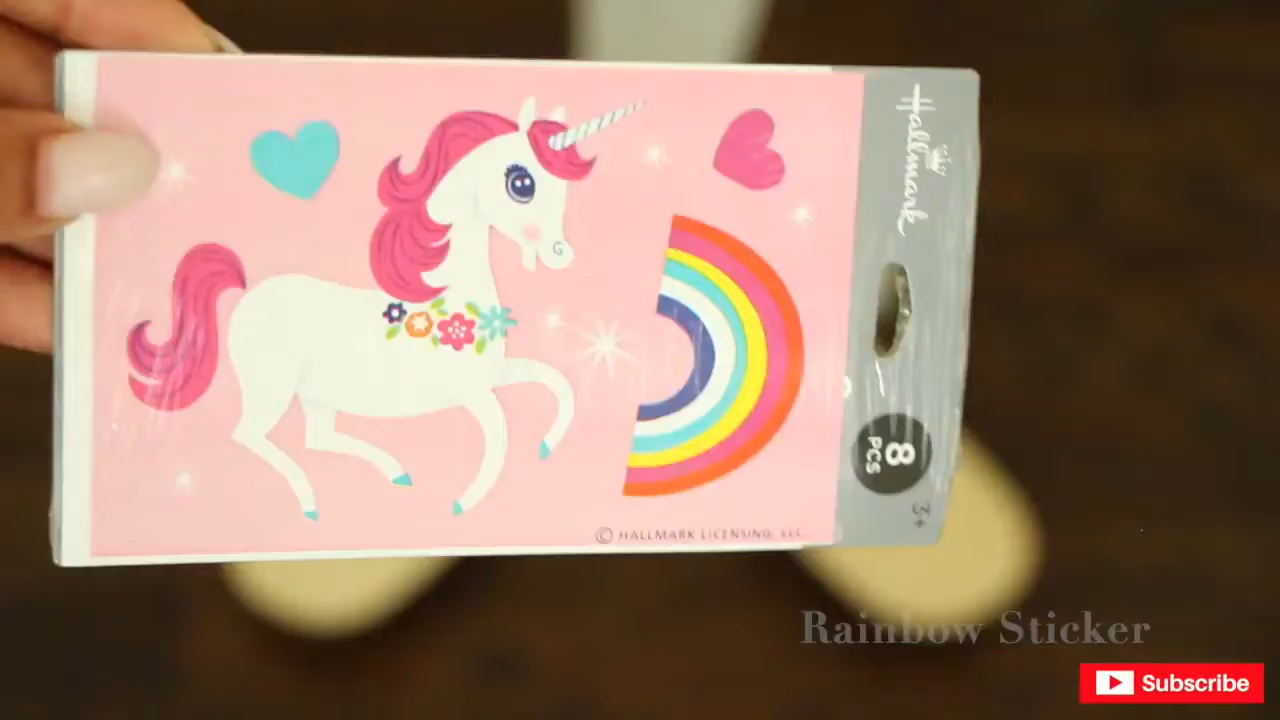 Hallmark
8
PCS
3+
© HALLMARK LICENSING, LLC
Rainbow Sticker
Subscribe